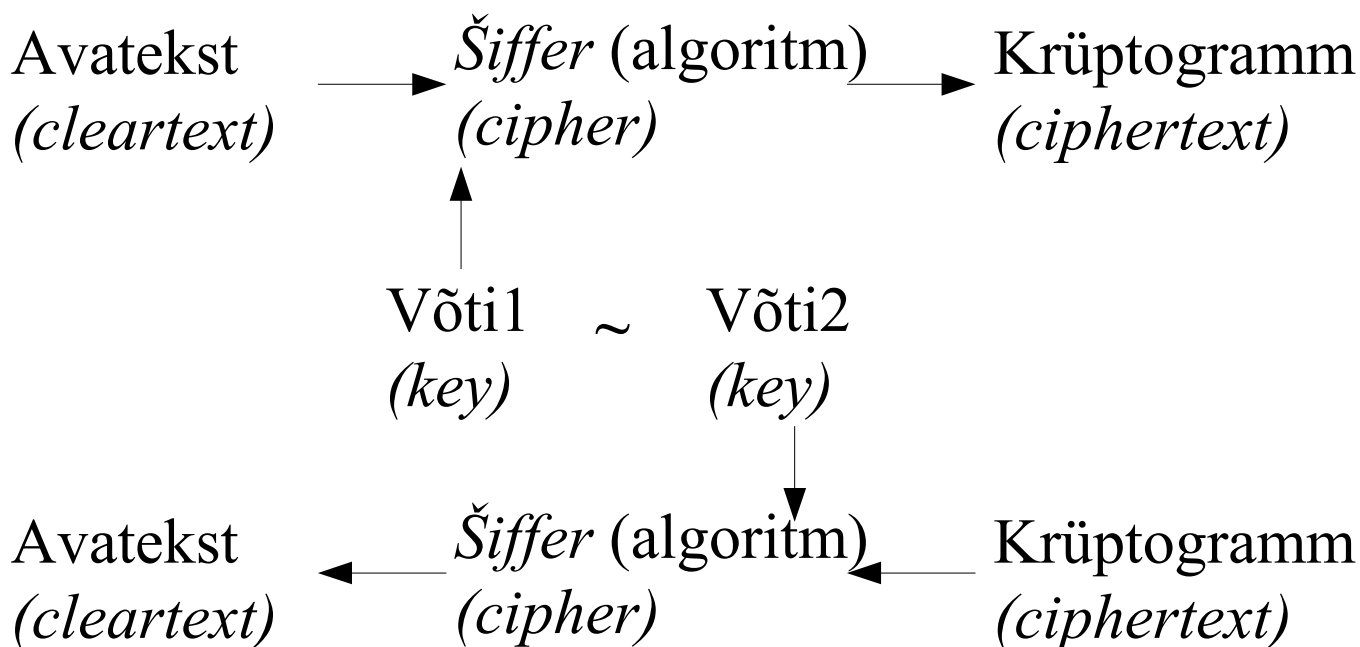 Avatekst Šiffer (algoritm) Krüptogramm
(cleartext) (cipher) (ciphertext)
Võti1 ~ Võti2
(key) (key)
Avatekst Šiffer (algoritm) Krüptogramm
(cleartext) (cipher) (ciphertext)